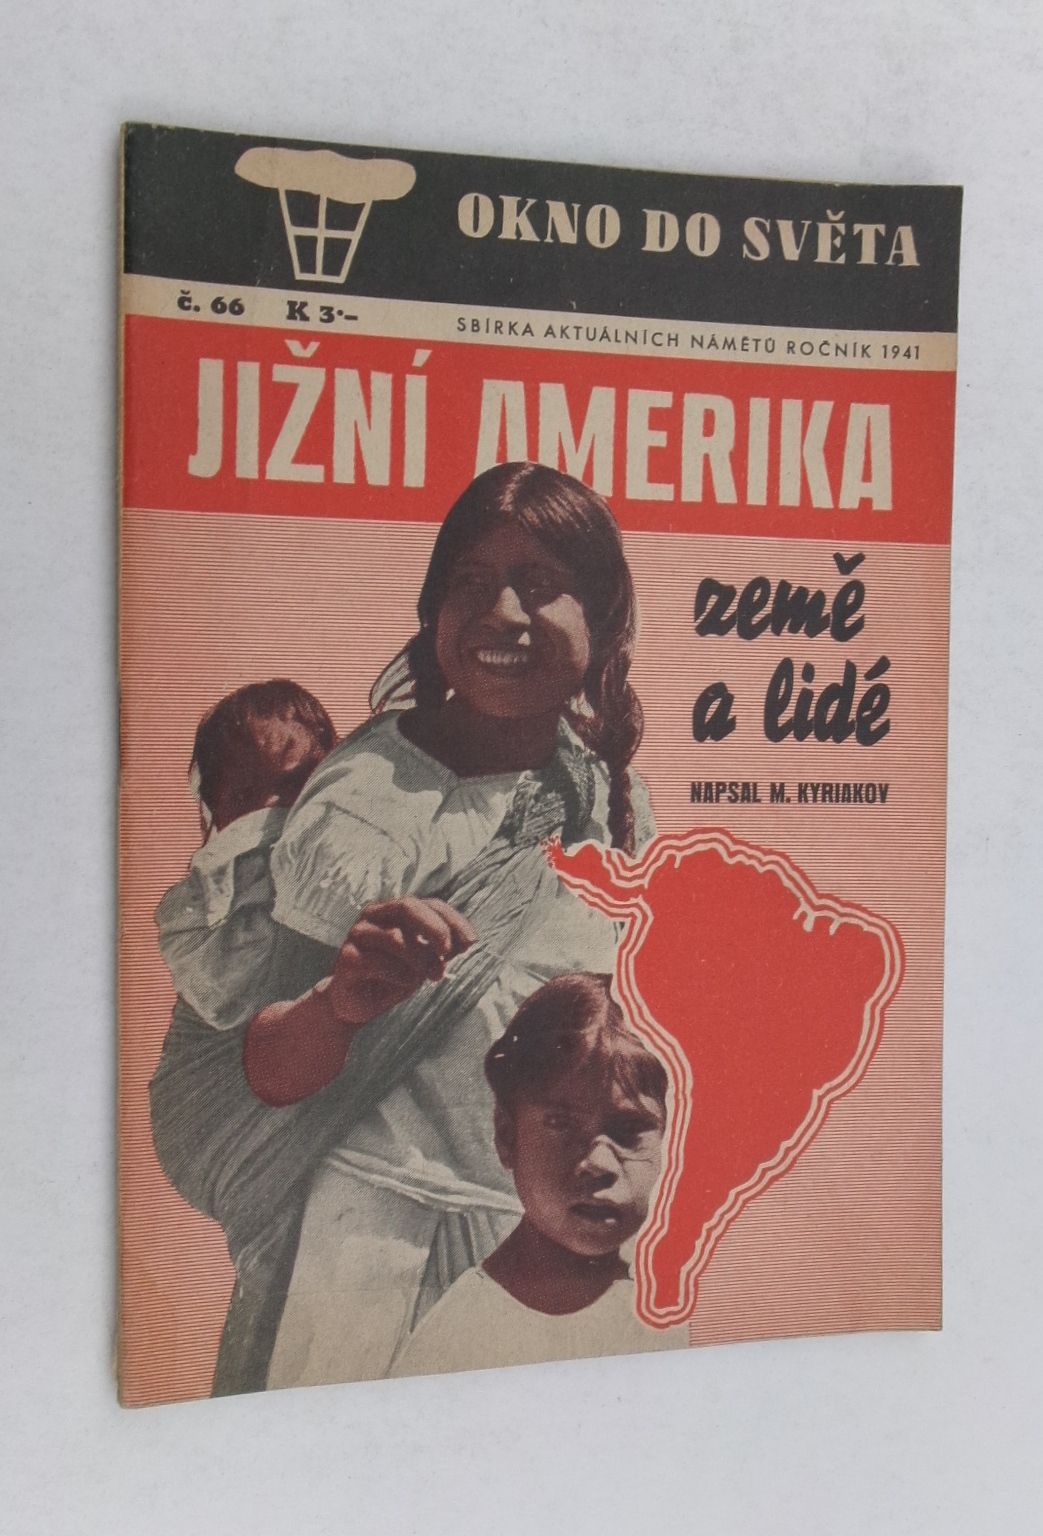 OKNO DO SVĚTA
č. 66 K 3·–
SBÍRKA AKTUÁLNÍCH NÁMĚTŮ ROČNÍK 1941
JIŽNÍ AMERIKA
země
a lidé
NAPSAL M. KYRIAKOV